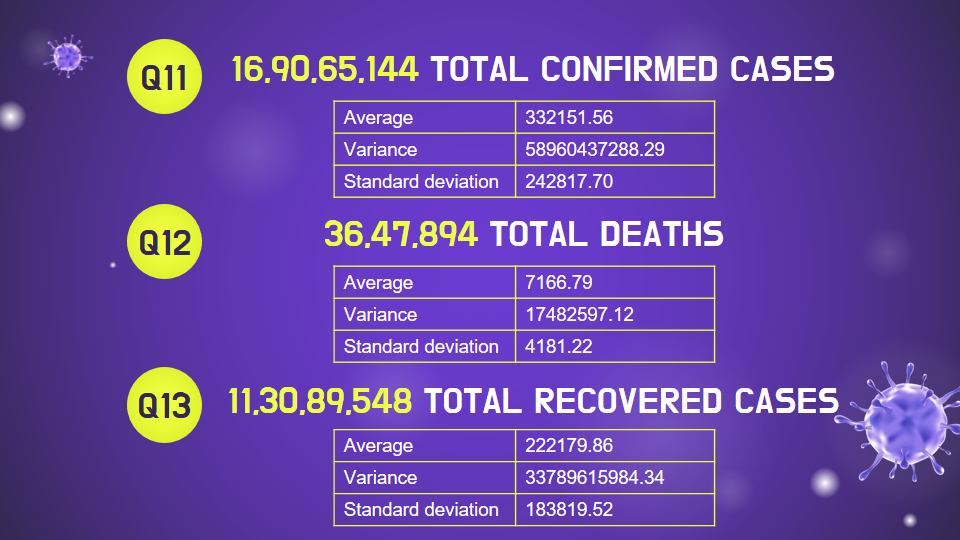 Q11
16,90,65,144 TOTAL CONFIRMED CASES
Average 332151.56
Variance 58960437288.29
Standard deviation 242817.70
Q12
36,47,894 TOTAL DEATHS
Average 7166.79
Variance 17482597.12
Standard deviation 4181.22
Q13
11,30,89,548 TOTAL RECOVERED CASES
Average 222179.86
Variance 33789615984.34
Standard deviation 183819.52